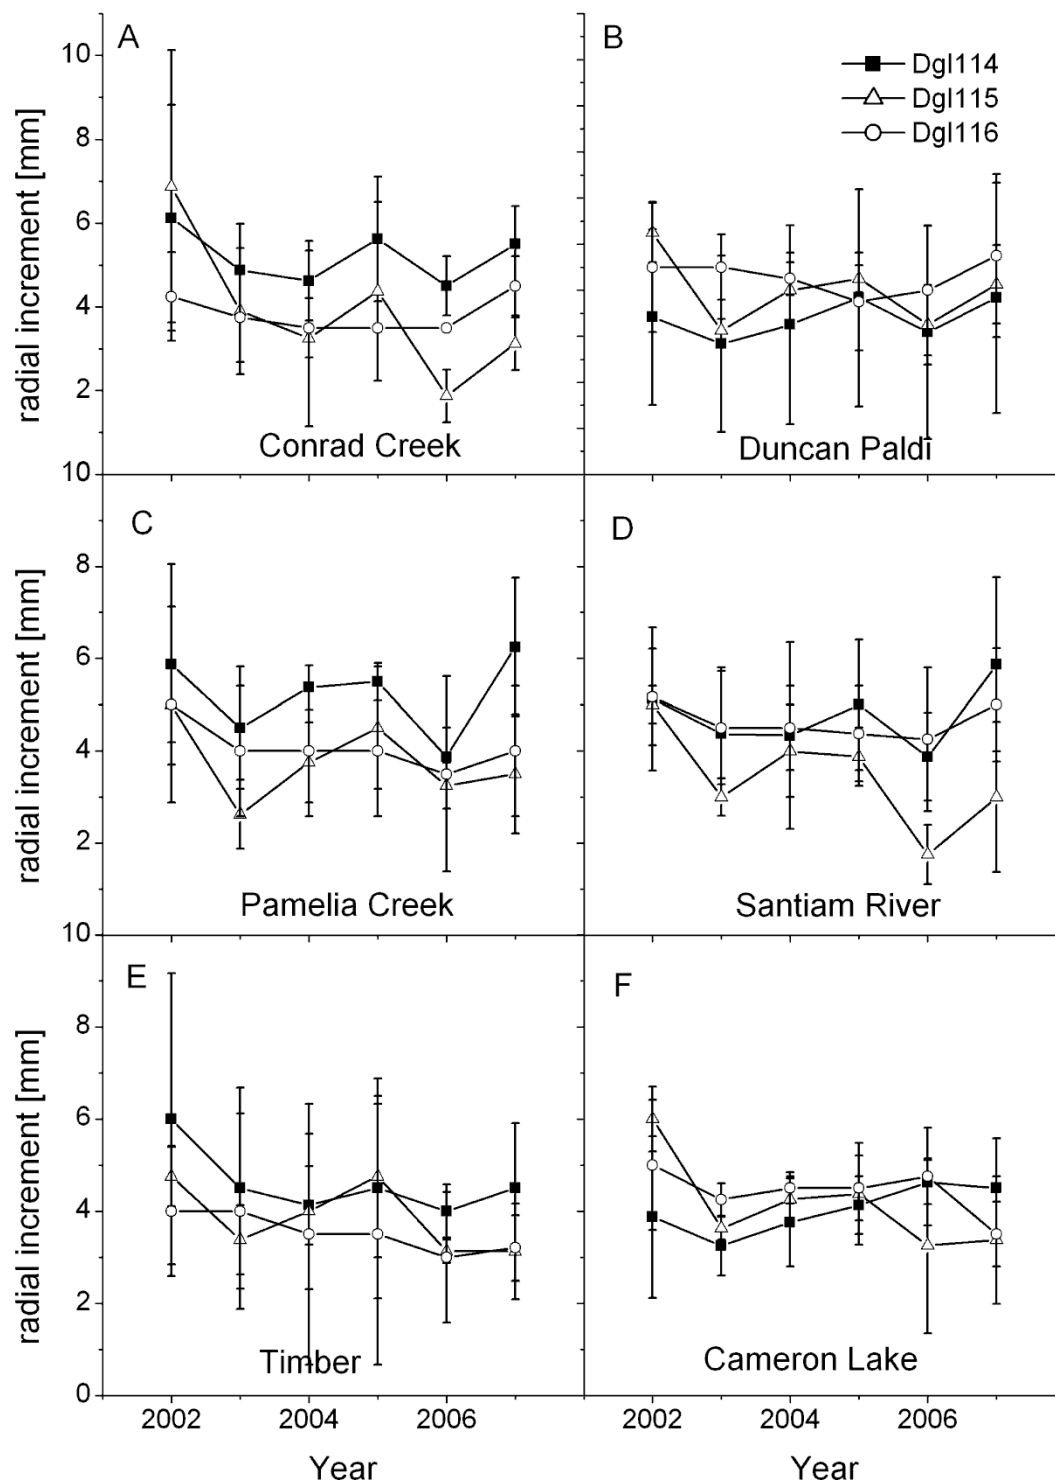 A
B
Dgl114
Dgl115
Dgl116
radial increment [mm]
10
8
6
4
2
Conrad Creek
Duncan Paldi
10
C
D
radial increment [mm]
8
6
4
2
Pamelia Creek
Santiam River
10
E
F
radial increment [mm]
8
6
4
2
0
Timber
Cameron Lake
2002 2004 2006 2002 2004 2006
Year Year